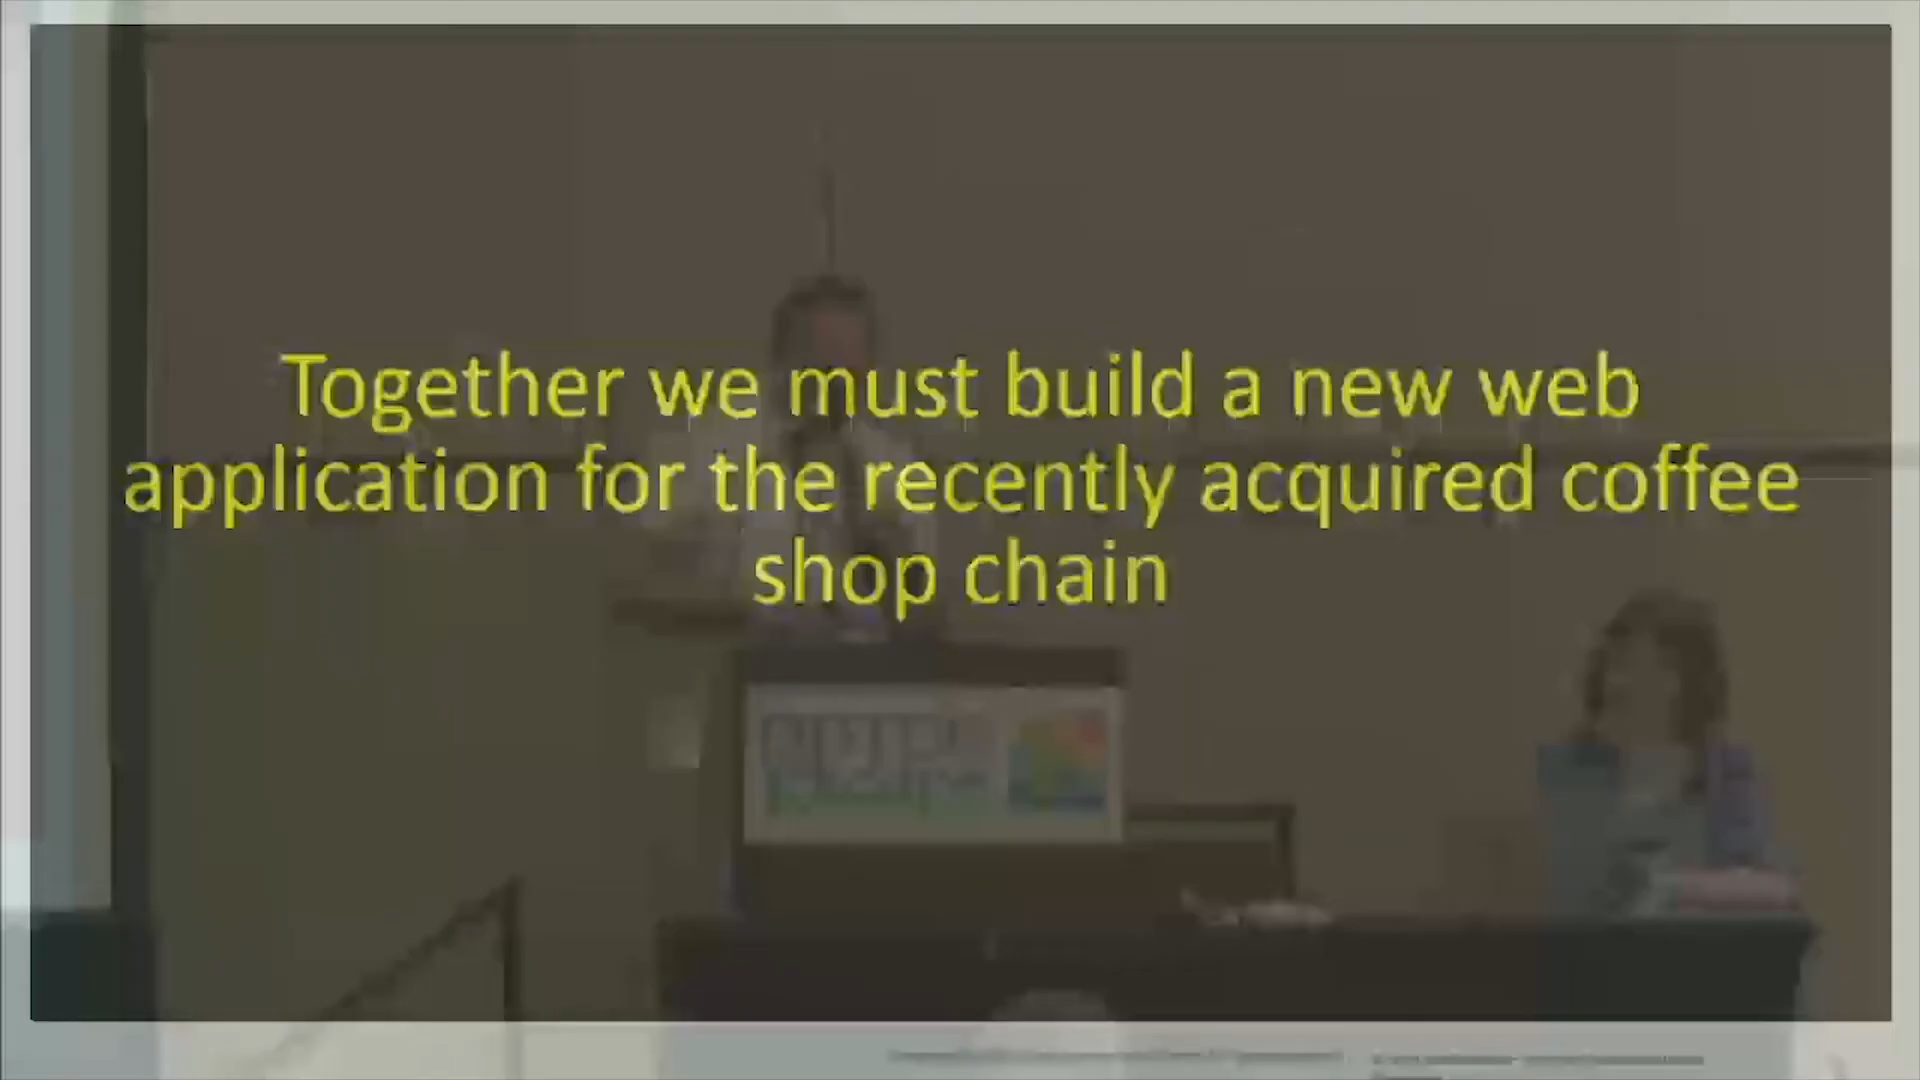 Together we must build a new web
application for the recently acquired coffee
shop chain